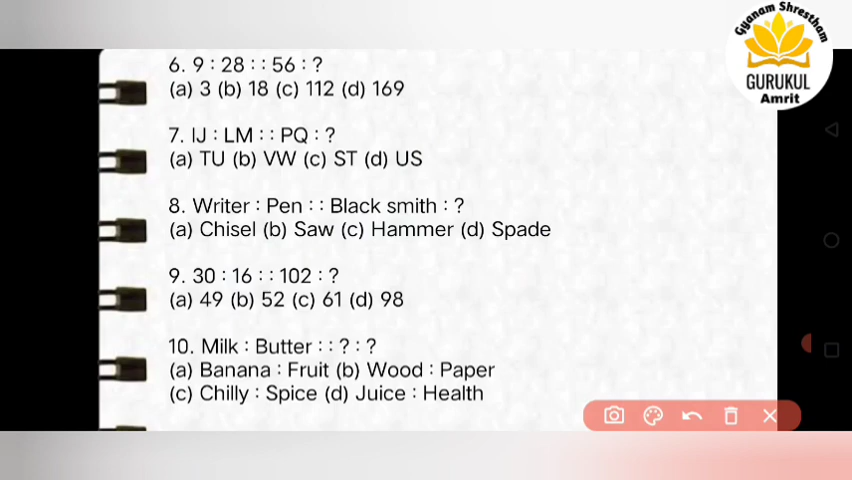 Gyanam Shrestham
GURUKUL
Amrit
6. 9 : 28 : : 56 : ?
(a) 3 (b) 18 (c) 112 (d) 169
7. IJ : LM : : PQ : ?
(a) TU (b) VW (c) ST (d) US
8. Writer : Pen : : Black smith : ?
(a) Chisel (b) Saw (c) Hammer (d) Spade
9. 30 : 16 : : 102 : ?
(a) 49 (b) 52 (c) 61 (d) 98
10. Milk : Butter : : ? : ?
(a) Banana : Fruit (b) Wood : Paper
(c) Chilly : Spice (d) Juice : Health